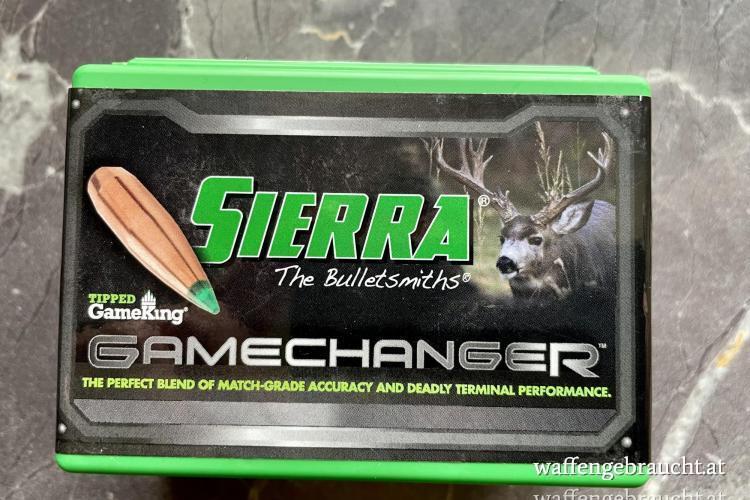 SIERRA®
The Bulletsmiths®
TIPPED
GameKing®
GAMECHANGER™
THE PERFECT BLEND OF MATCH-GRADE ACCURACY AND DEADLY TERMINAL PERFORMANCE.
waffengebraucht.at
waffengebraucht.at